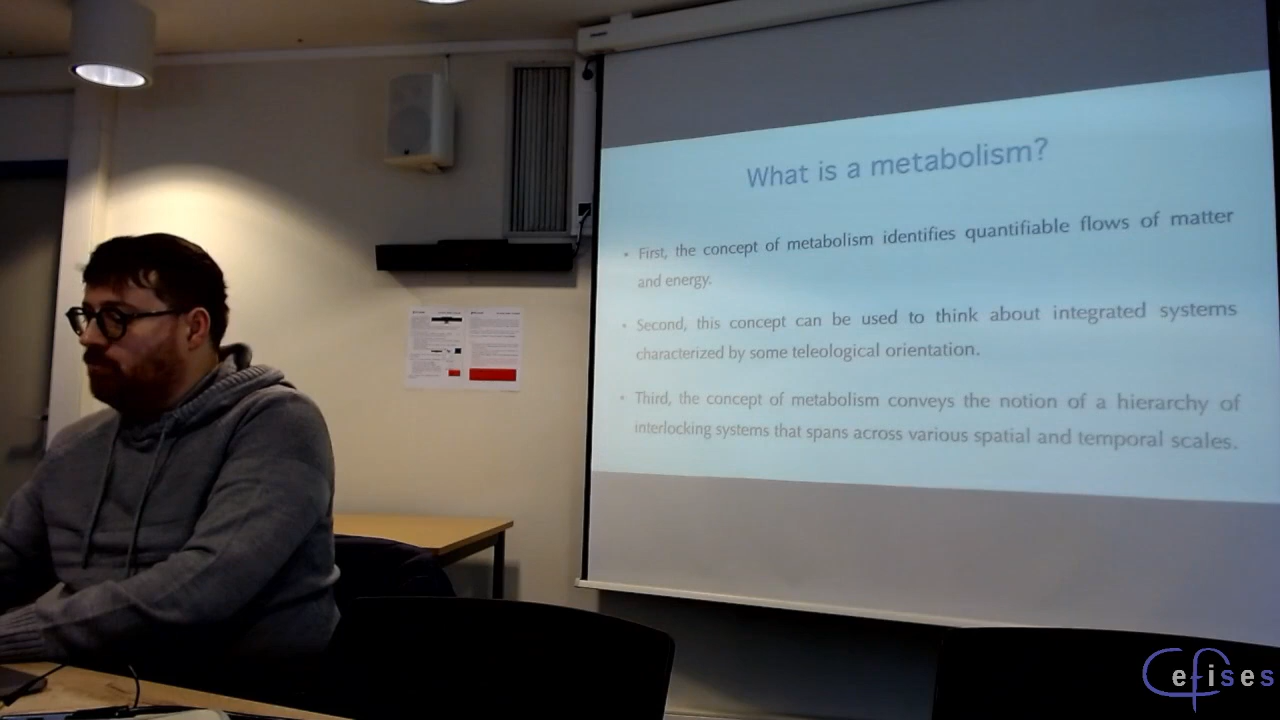 What is a metabolism?
• First, the concept of metabolism identifies quantifiable flows of matter
and energy.
• Second, this concept can be used to think about integrated systems
characterized by some teleological orientation.
• Third, the concept of metabolism conveys the notion of a hierarchy of
interlocking systems that spans across various spatial and temporal scales.
Cefises